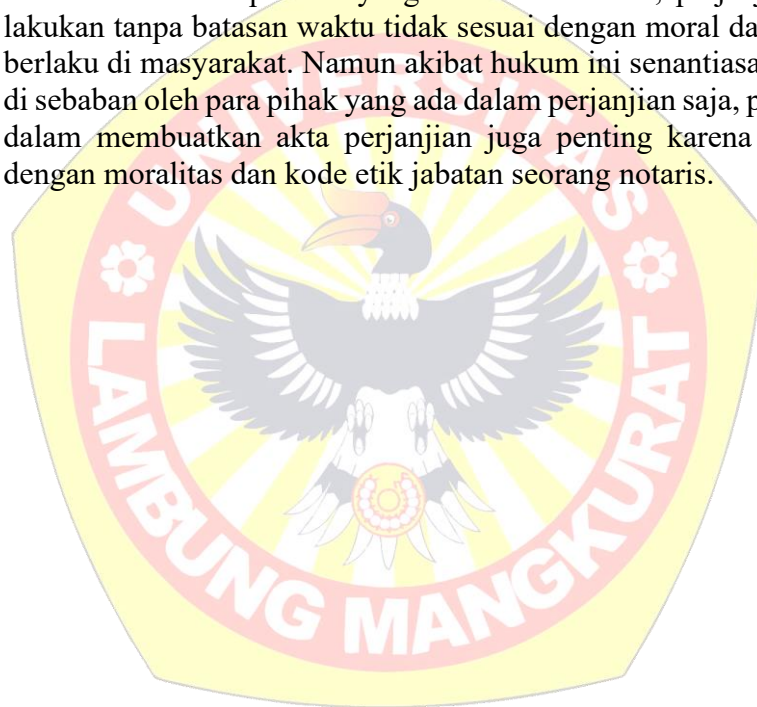 lakukan tanpa batasan waktu tidak sesuai dengan moral da
berlaku di masyarakat. Namun akibat hukum ini senantiasa
di sebaban oleh para pihak yang ada dalam perjanjian saja, p
dalam membuatkan akta perjanjian juga penting karena
dengan moralitas dan kode etik jabatan seorang notaris.
UNIVERSITAS
LAMBUNG MANGKURAT